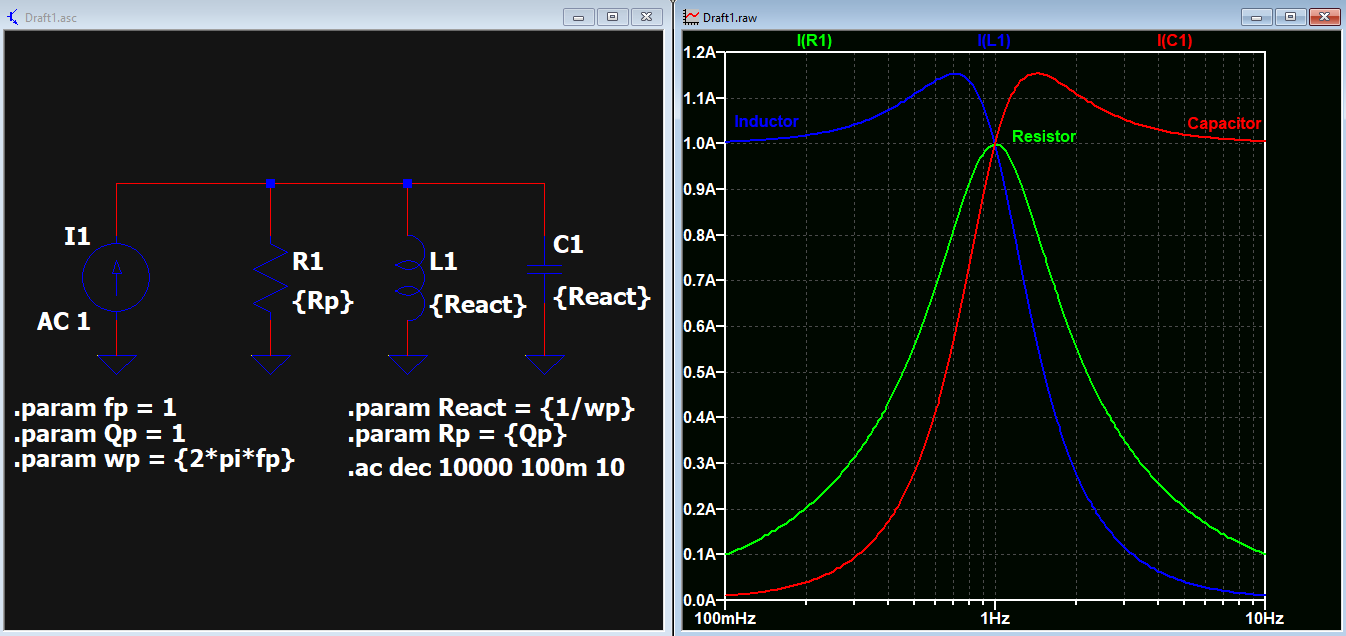 Draft1.asc
I1
AC 1
R1
{Rp}
L1
{React}
C1
{React}
.param fp = 1
.param Qp = 1
.param wp = {2*pi*fp}
.param React = {1/wp}
.param Rp = {Qp}
.ac dec 10000 100m 10
Draft1.raw
I(R1) I(L1) I(C1)
1.2A
1.1A
1.0A
0.9A
0.8A
0.7A
0.6A
0.5A
0.4A
0.3A
0.2A
0.1A
0.0A
Inductor
Capacitor
Resistor
100mHz 1Hz 10Hz